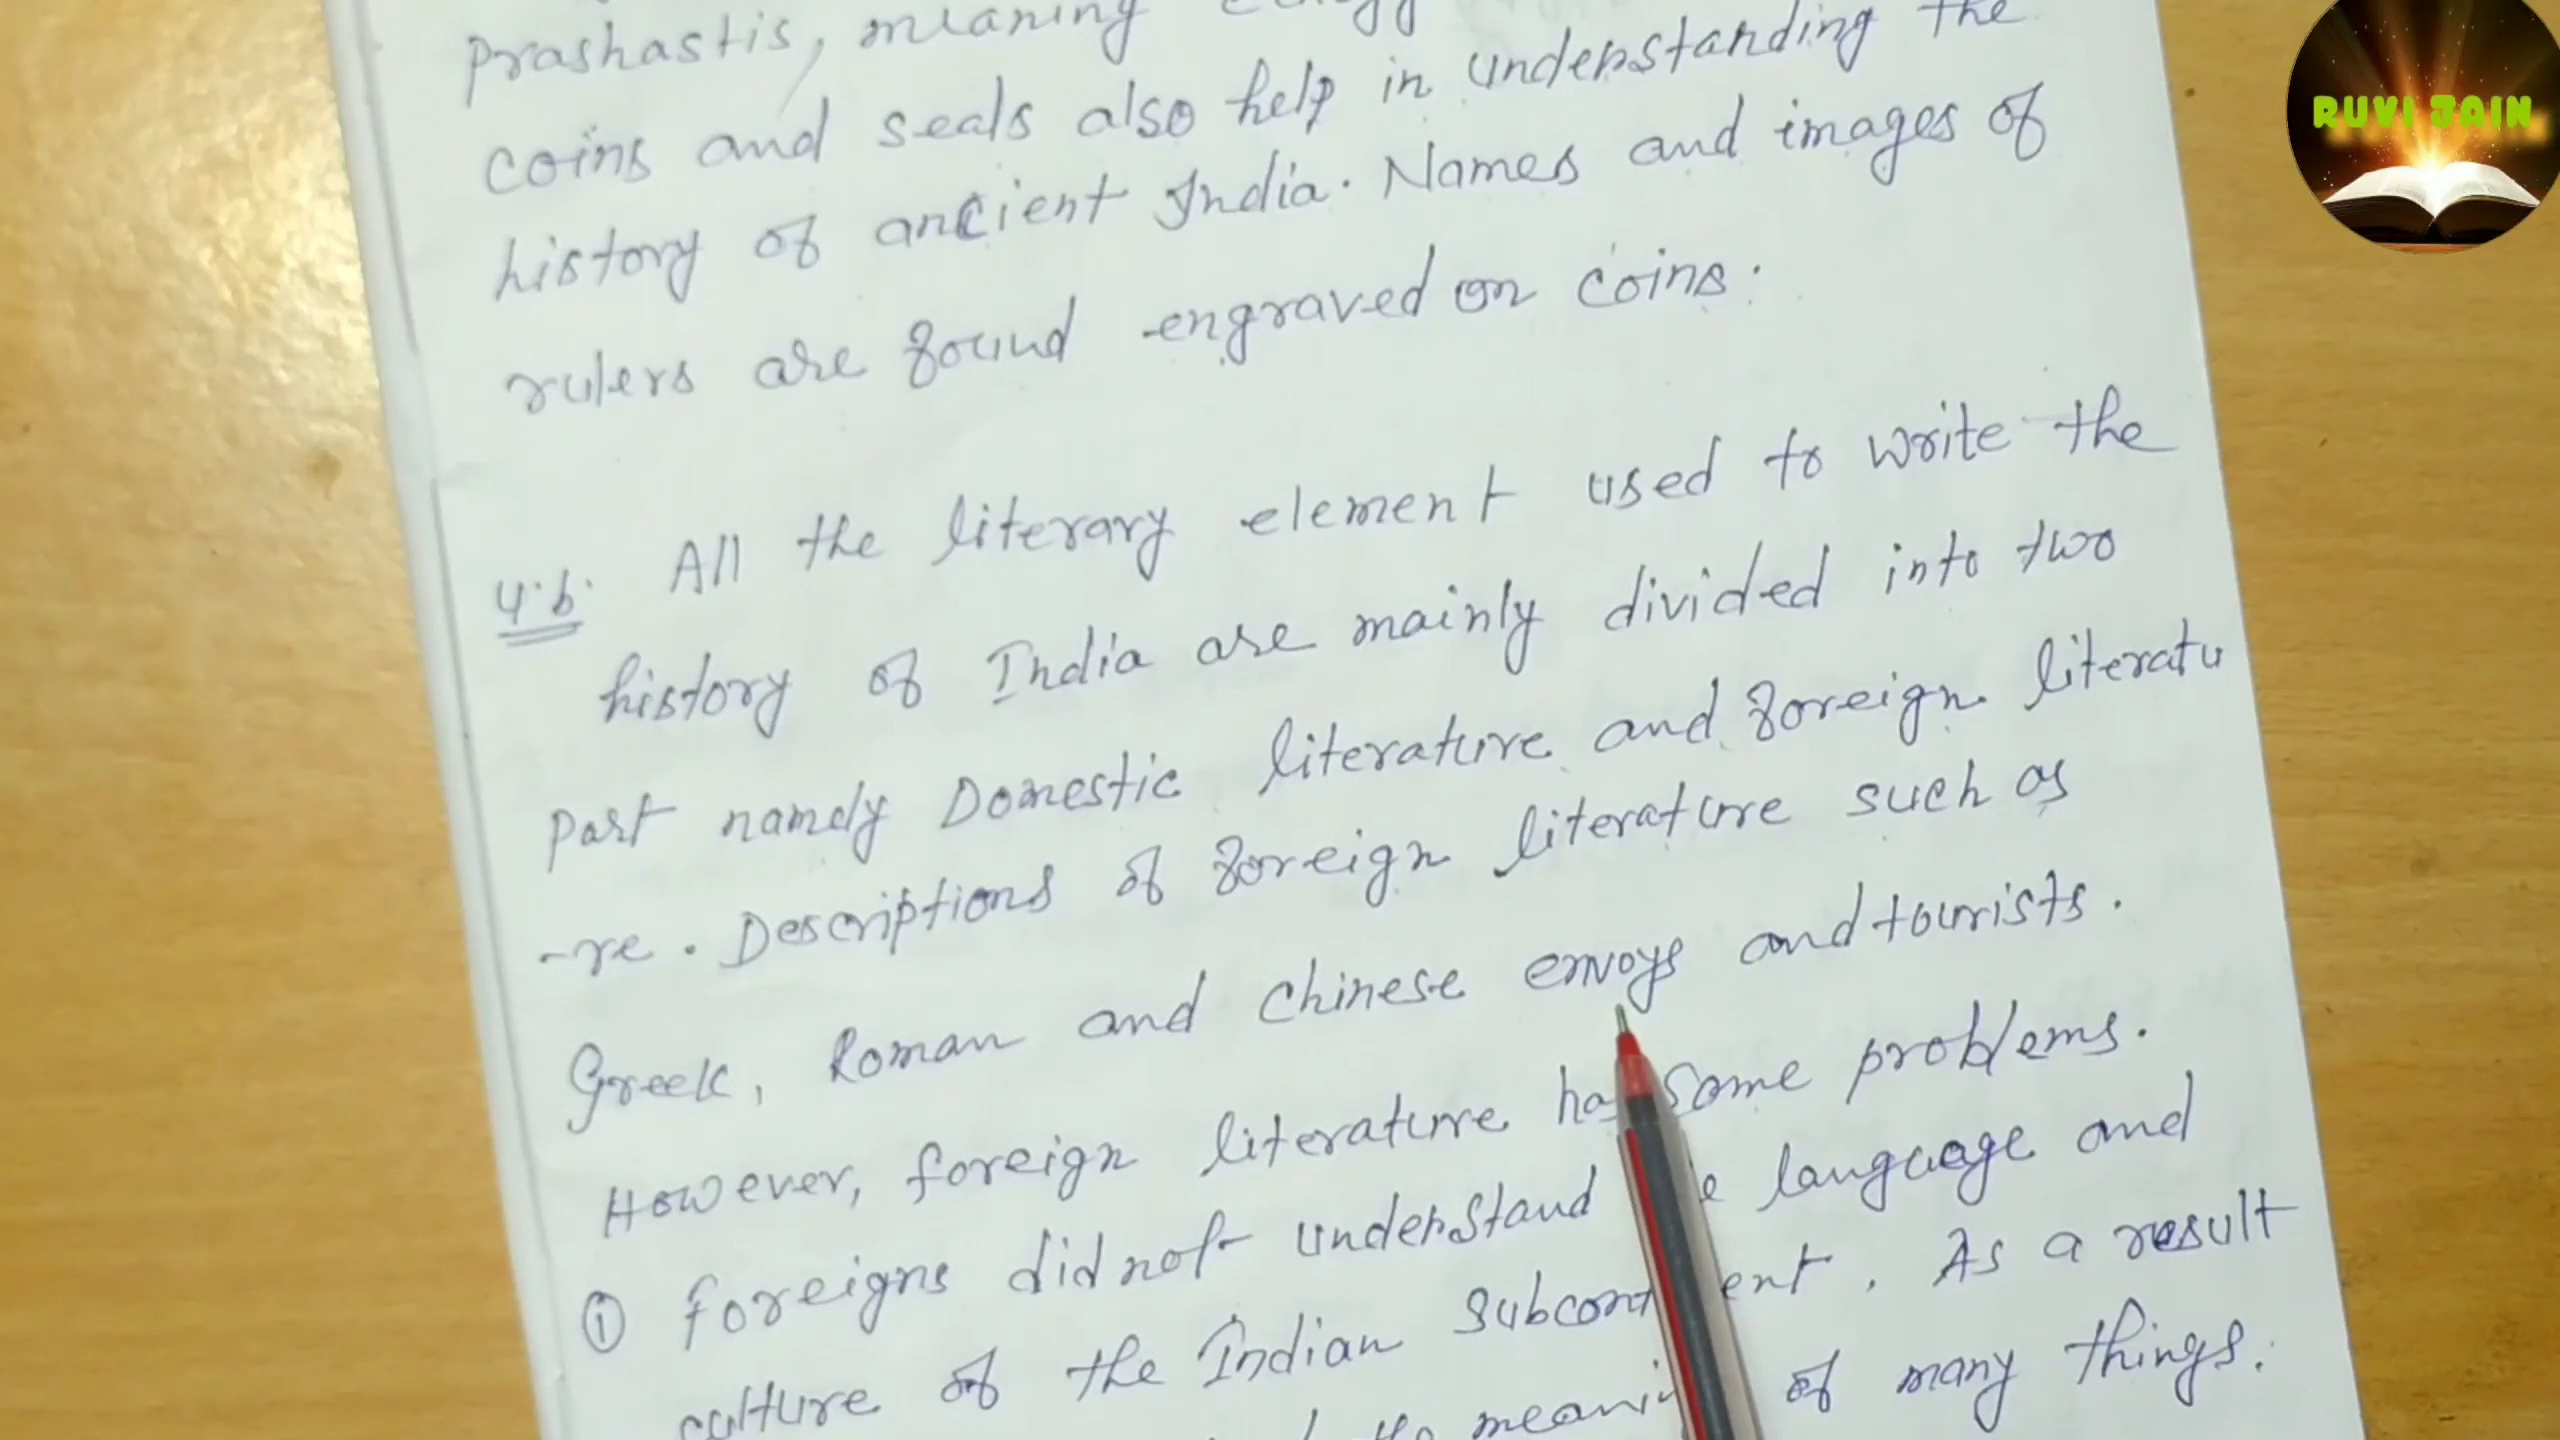 prashastis, meaning
coins and seals also help in understanding the
history of ancient India. Names and images of
rulers are found engraved on coins.
4.b. All the literary element used to write the
history of India are mainly divided into two
part namely Domestic literature and foreign literatu
-re. Descriptions of foreign literature such as
Greek, Roman and Chinese envoys and tourists.
However, foreign literature has some problems.
① foreigns did not understand language and
culture of the Indian subcontinent. As a result
meaning of many things.
RUVI JAIN